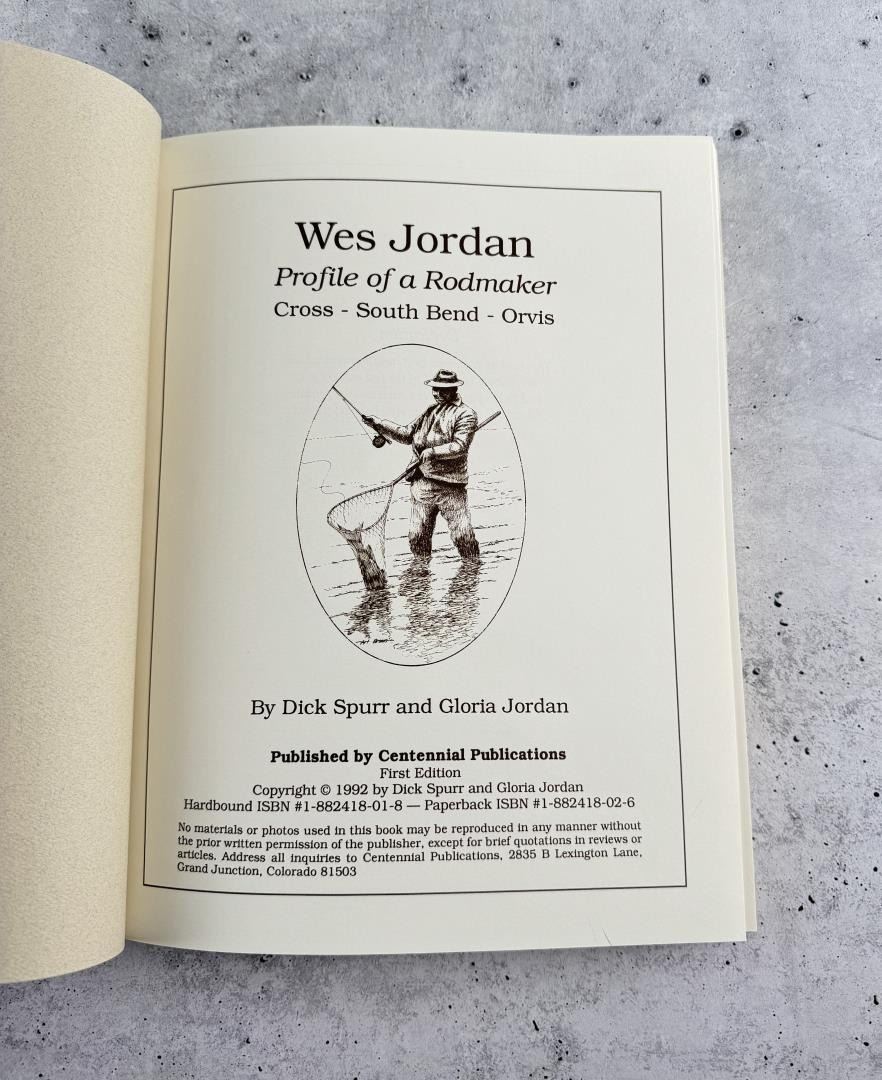 Wes Jordan
Profile of a Rodmaker
Cross - South Bend - Orvis
By Dick Spurr and Gloria Jordan
Published by Centennial Publications
First Edition
Copyright © 1992 by Dick Spurr and Gloria Jordan
Hardbound ISBN #1-882418-01-8 — Paperback ISBN #1-882418-02-6
No materials or photos used in this book may be reproduced in any manner without
the prior written permission of the publisher, except for brief quotations in reviews or
articles. Address all inquiries to Centennial Publications, 2835 B Lexington Lane,
Grand Junction, Colorado 81503